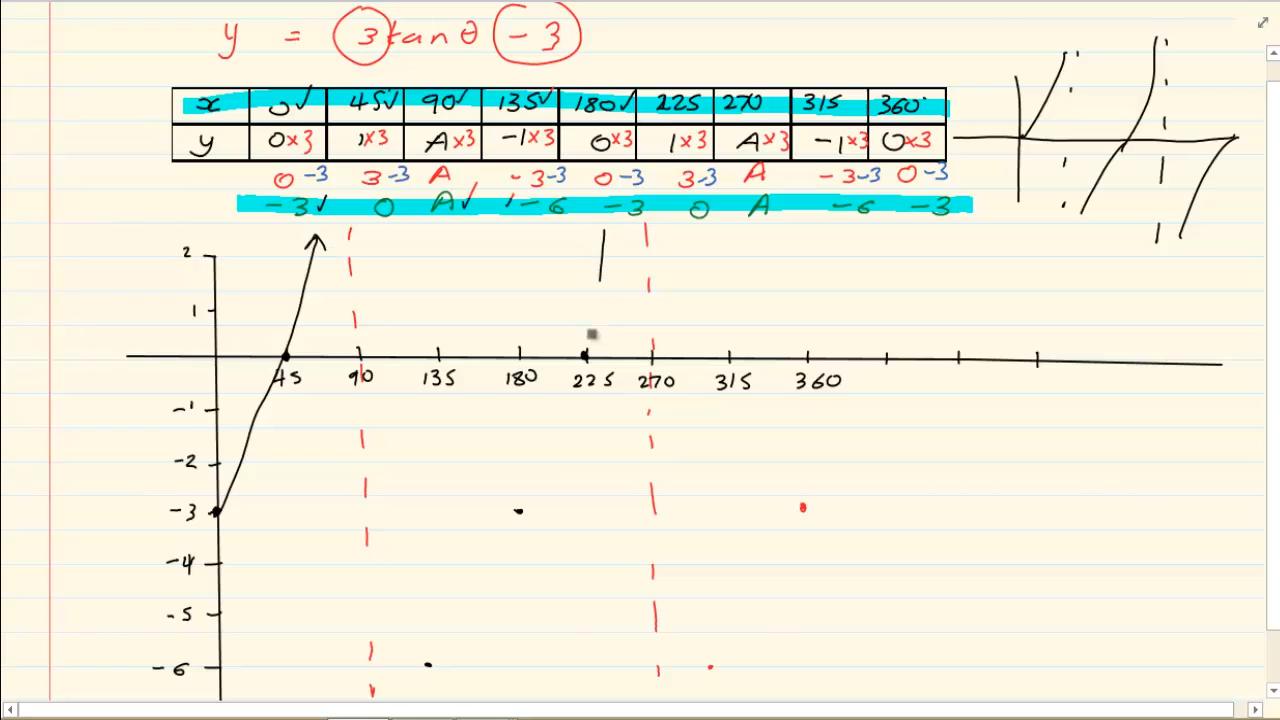 y = 3 tan θ - 3
x 0✓ 45✓ 90✓ 135✓ 180✓ 225 270 315 360
y 0×3 1×3 A×3 -1×3 0×3 1×3 A×3 -1×3 0×3
0-3 3-3 A -3-3 0-3 3-3 A -3-3 0-3
-3✓ 0 A✓ -6 -3 0 A -6 -3
2
1
45 90 135 180 225 270 315 360
-1
-2
-3
-4
-5
-6